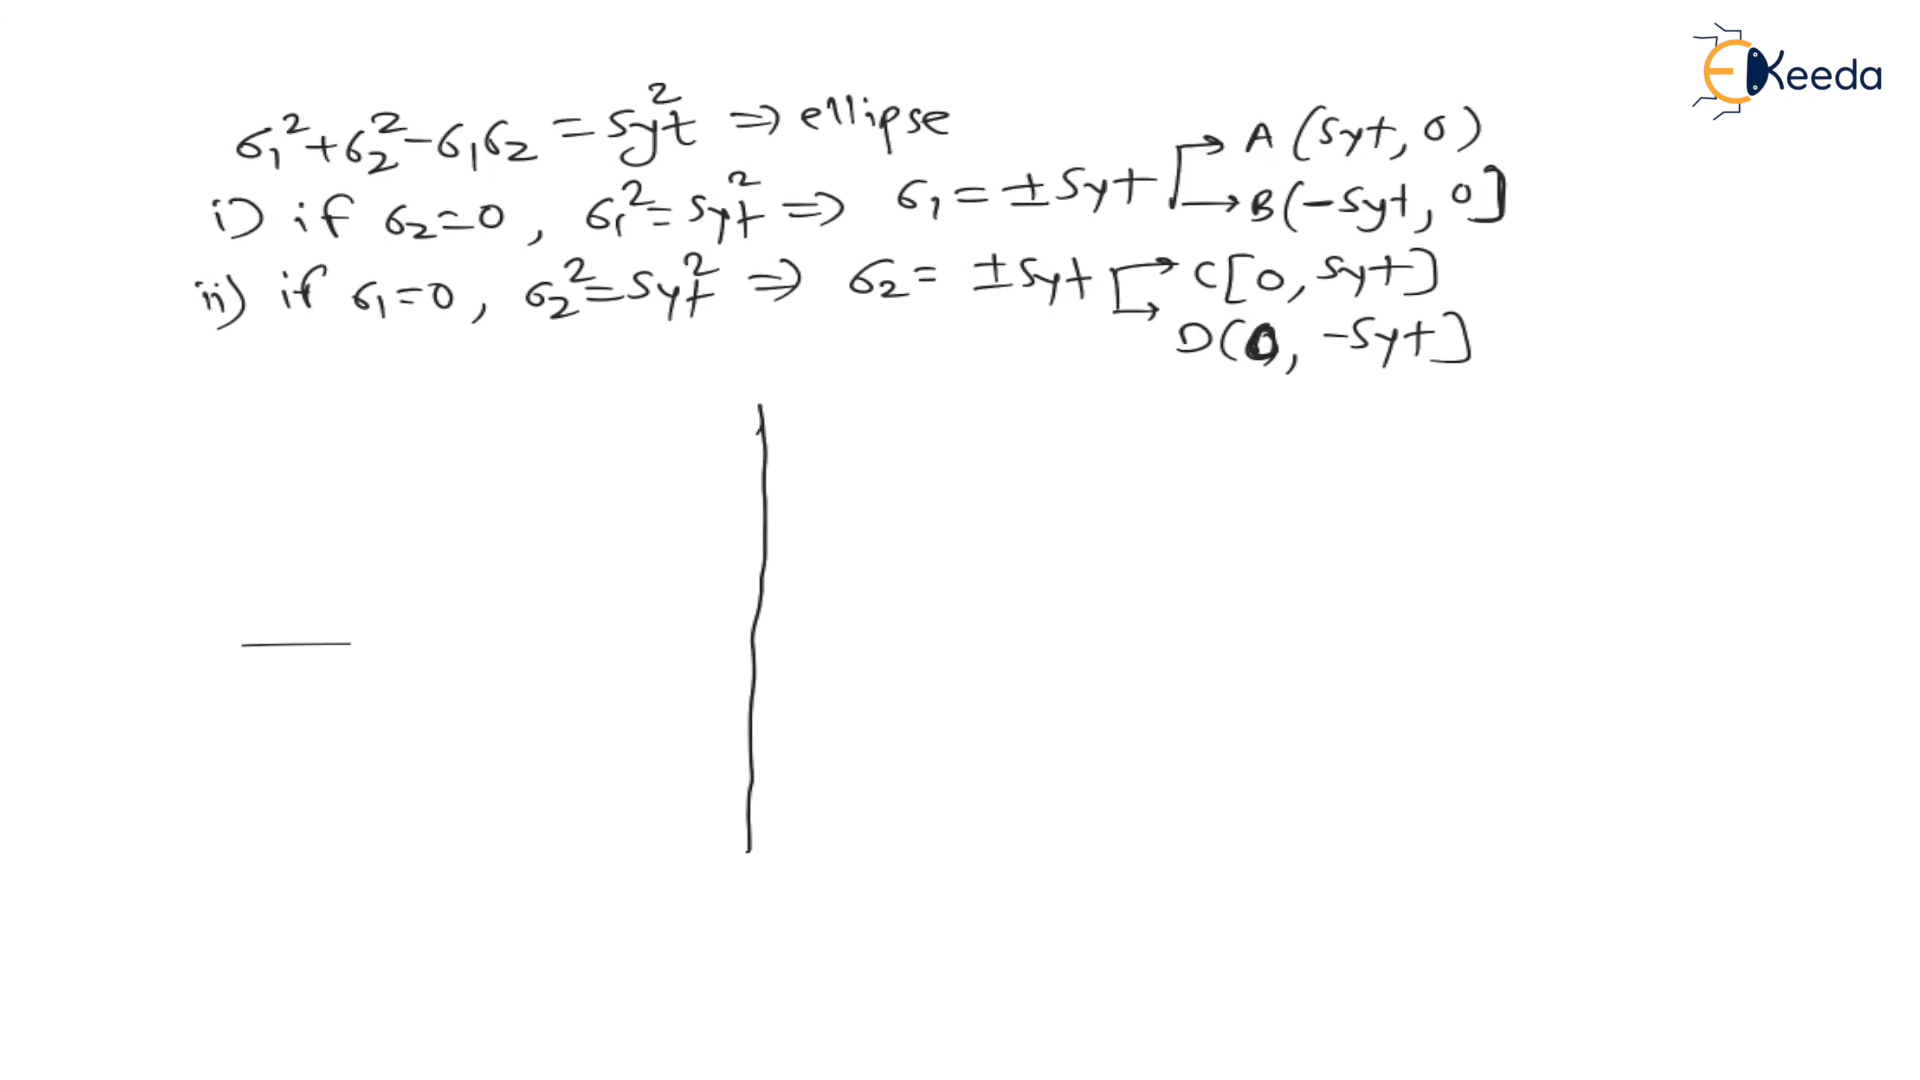 EKeeda
σ₁² + σ₂² - σ₁σ₂ = Syt² ⇒ ellipse
i) if σ₂ = 0, σ₁² = Syt² ⇒ σ₁ = ± Syt → A (Syt, 0)
→ B (-Syt, 0]
ii) if σ₁ = 0, σ₂² = Syt² ⇒ σ₂ = ± Syt → C [0, Syt]
→ D (0, -Syt]